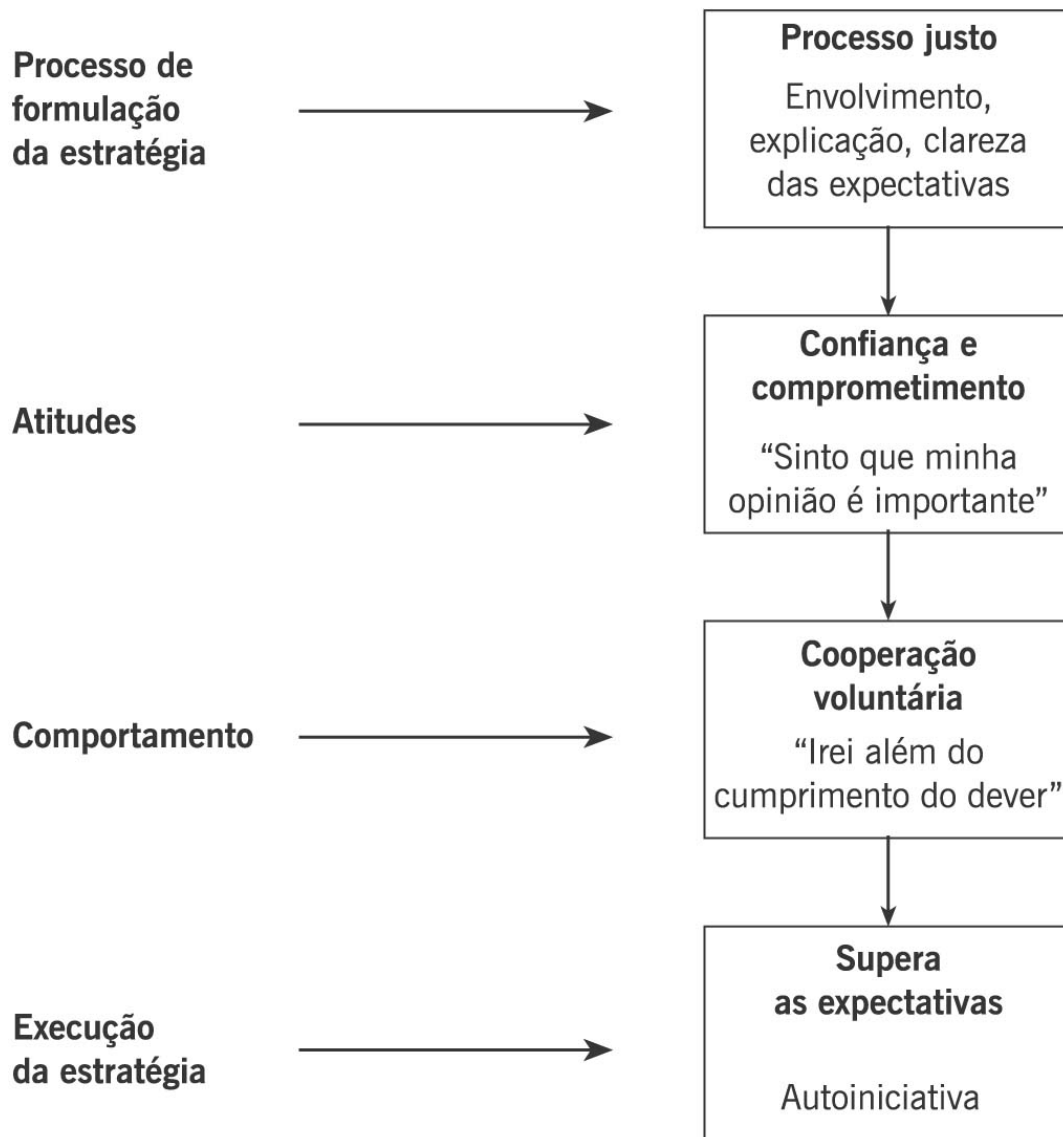 Processo de
formulação
da estratégia
Processo justo
Envolvimento,
explicação, clareza
das expectativas
Atitudes
Confiança e
comprometimento
“Sinto que minha
opinião é importante”
Comportamento
Cooperação
voluntária
“Irei além do
cumprimento do dever”
Execução
da estratégia
Supera
as expectativas
Autoiniciativa